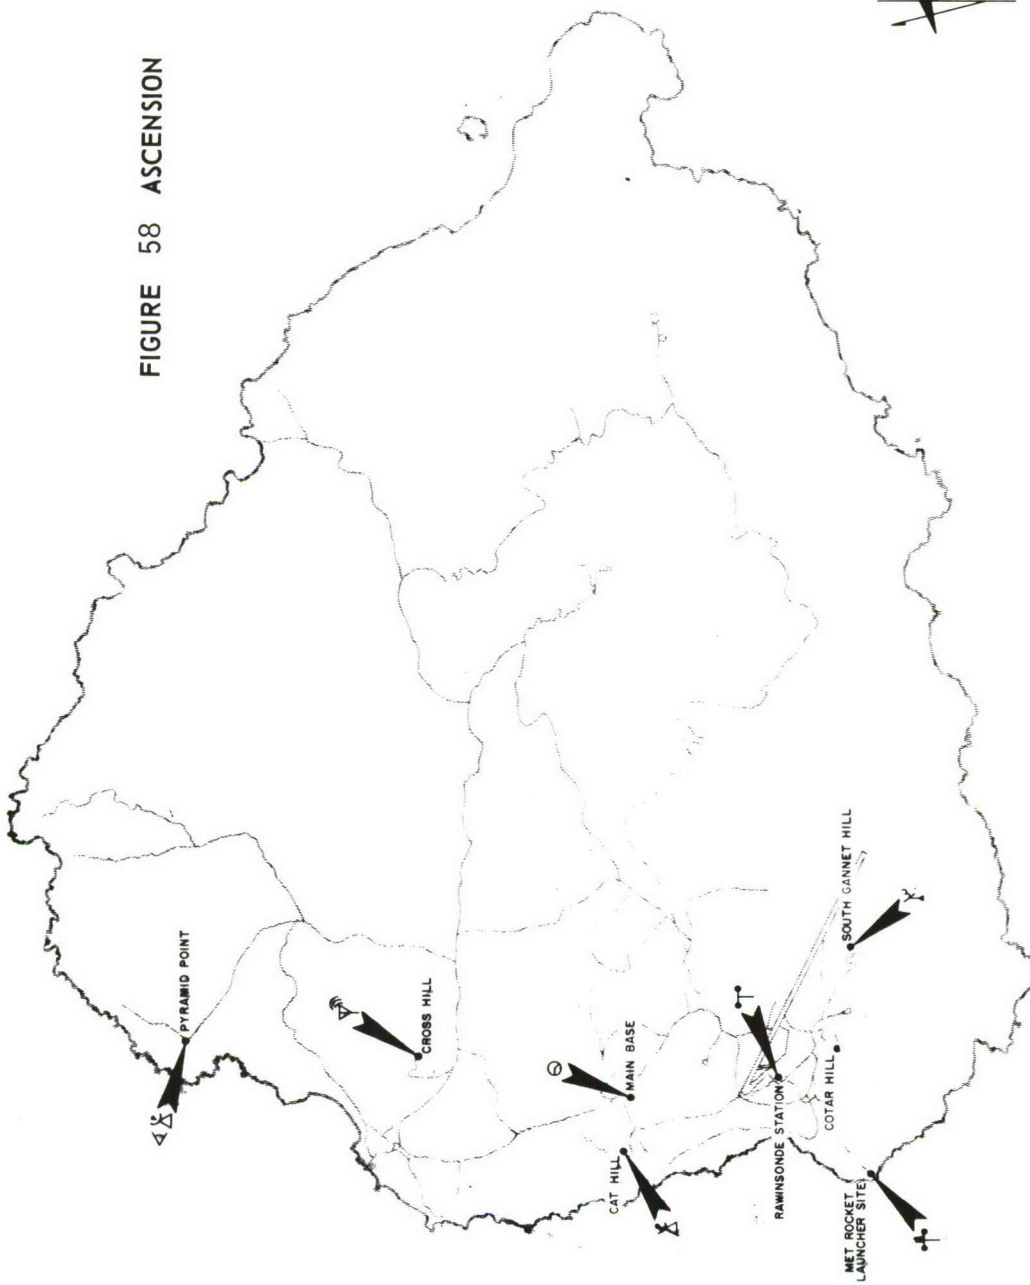 FIGURE 58 ASCENSION
PYRAMID POINT
CROSS HILL
MAIN BASE
CAT HILL
SOUTH GANNET HILL
RAWINSONDE STATION
COTAR HILL
MET ROCKET
LAUNCHER SITE